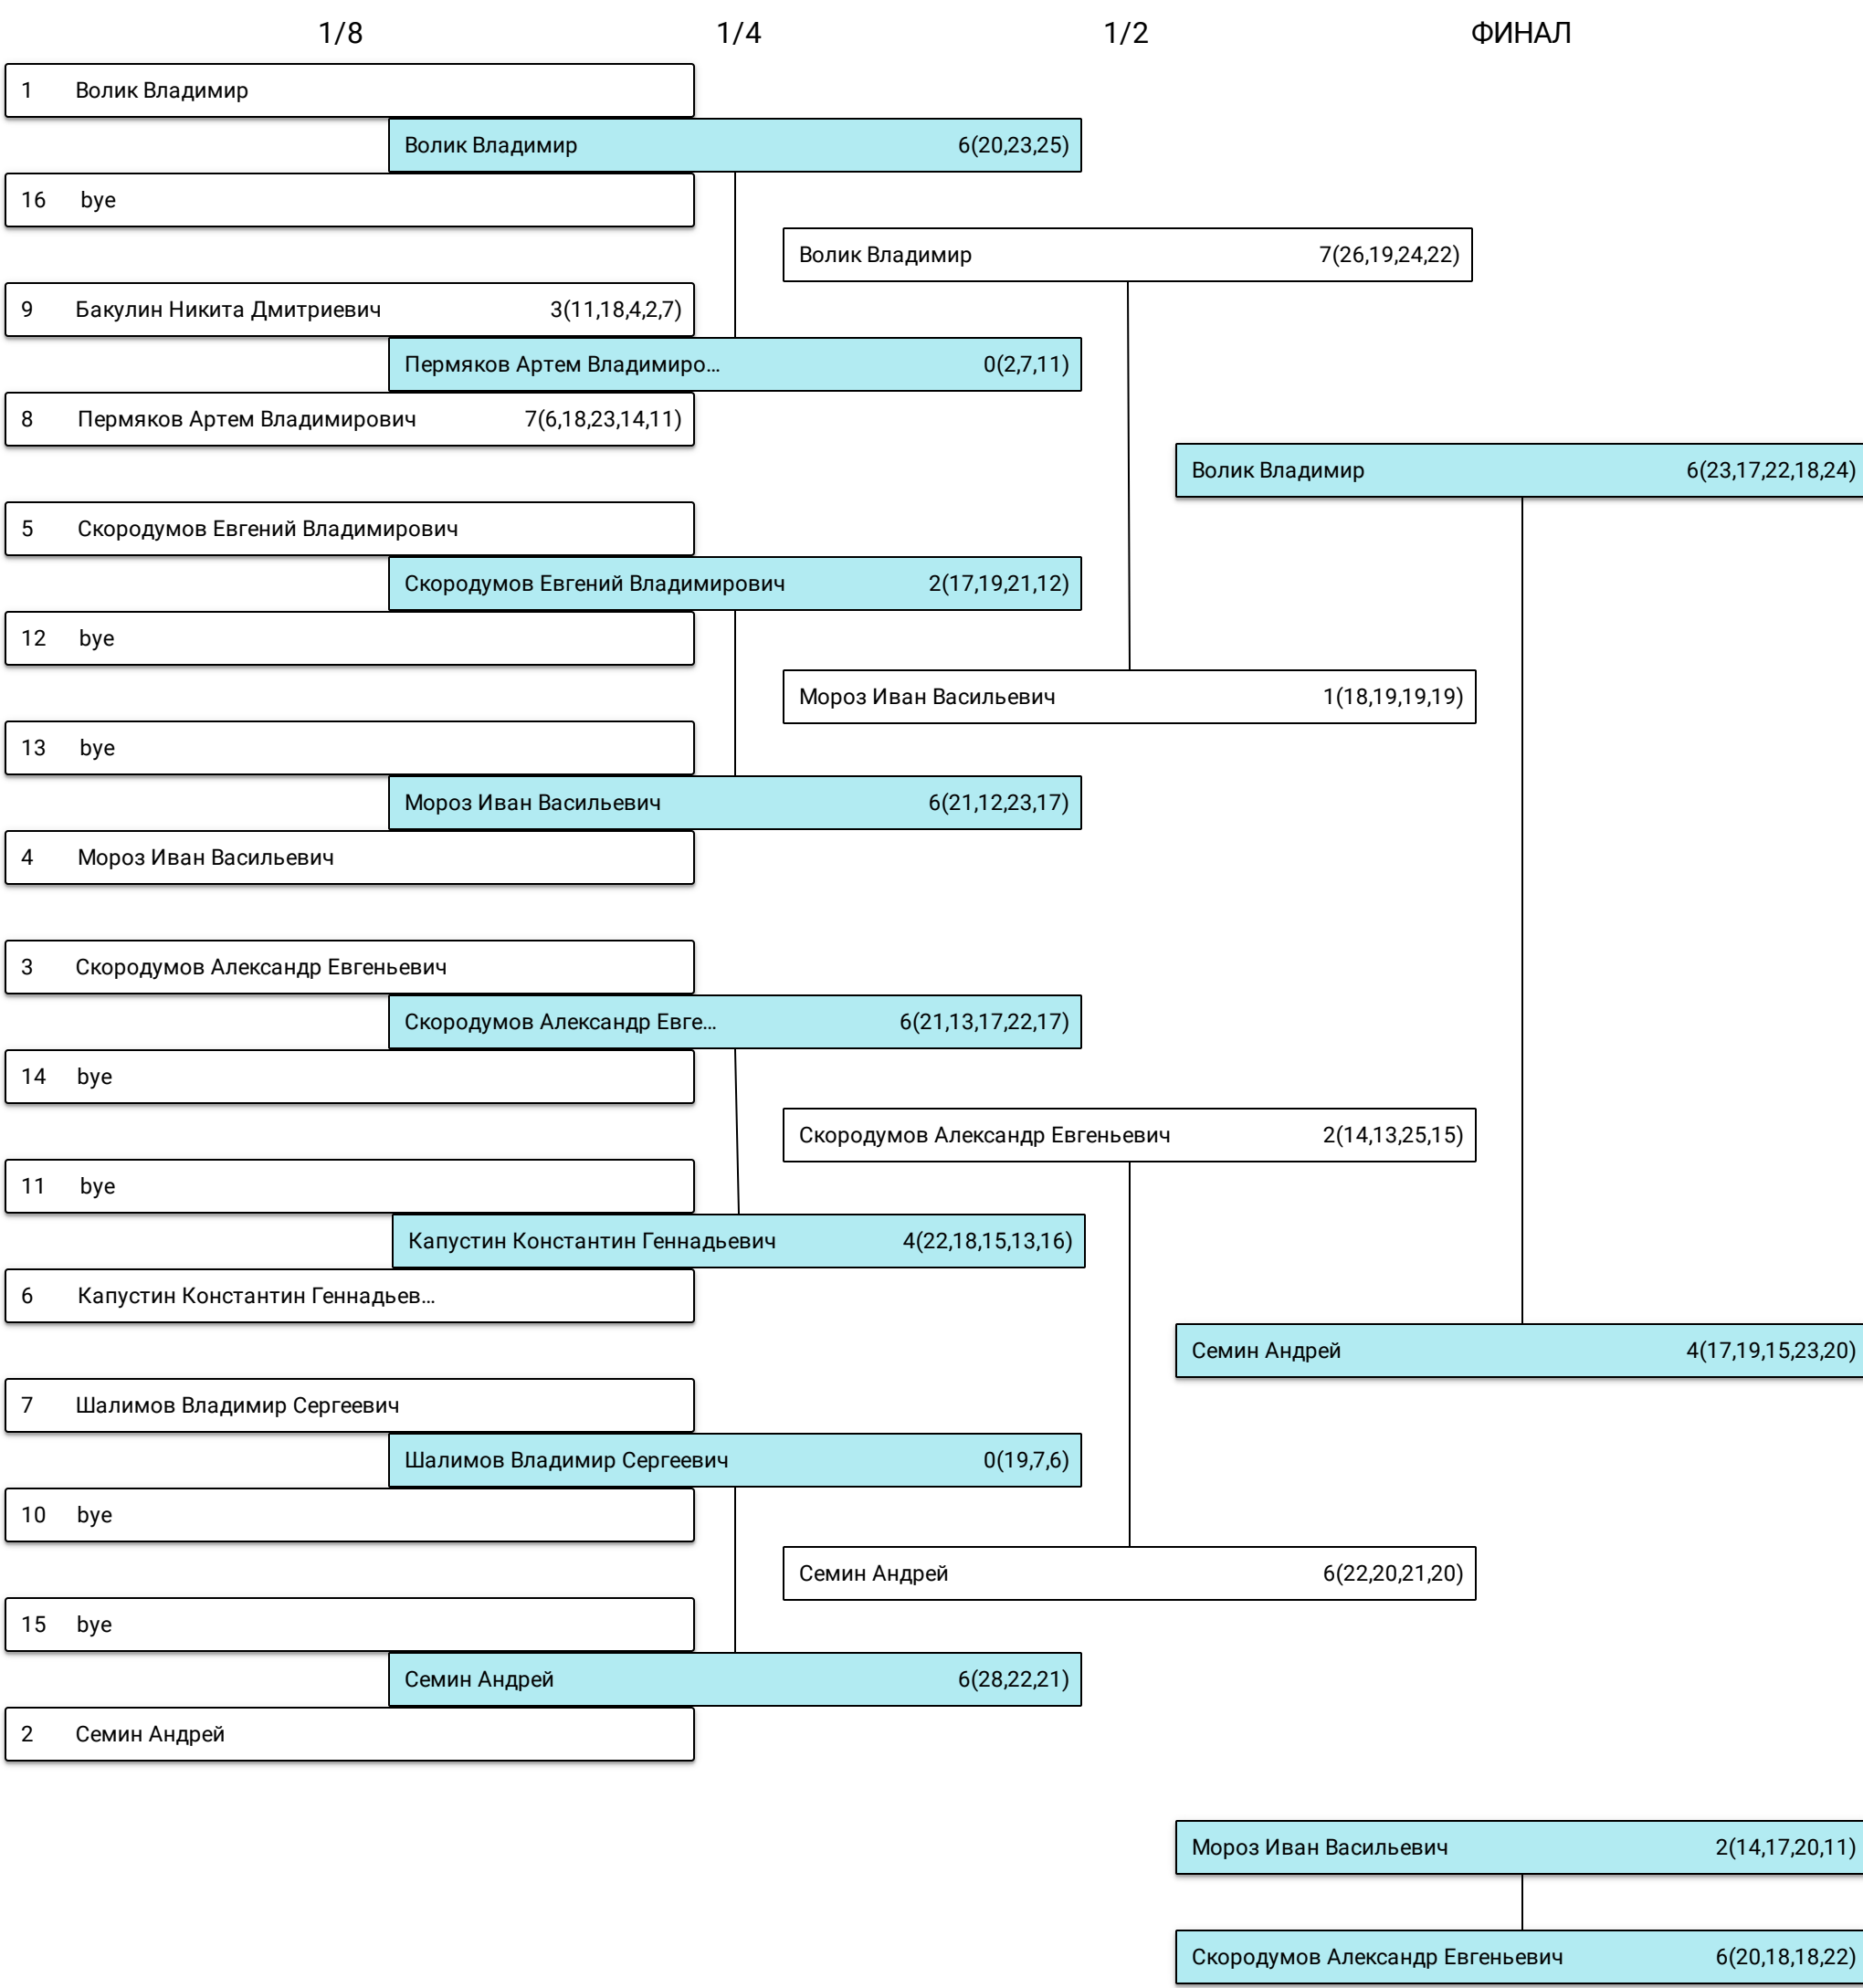 1/8 1/4 1/2 ФИНАЛ
1 Волик Владимир
Волик Владимир 6(20,23,25)
16 bye
Волик Владимир 7(26,19,24,22)
9 Бакулин Никита Дмитриевич 3(11,18,4,2,7)
Пермяков Артем Владимиро... 0(2,7,11)
8 Пермяков Артем Владимирович 7(6,18,23,14,11)
Волик Владимир 6(23,17,22,18,24)
5 Скородумов Евгений Владимирович
Скородумов Евгений Владимирович 2(17,19,21,12)
12 bye
Мороз Иван Васильевич 1(18,19,19,19)
13 bye
Мороз Иван Васильевич 6(21,12,23,17)
4 Мороз Иван Васильевич
3 Скородумов Александр Евгеньевич
Скородумов Александр Евге... 6(21,13,17,22,17)
14 bye
Скородумов Александр Евгеньевич 2(14,13,25,15)
11 bye
Капустин Константин Геннадьевич 4(22,18,15,13,16)
6 Капустин Константин Геннадьев...
Семин Андрей 4(17,19,15,23,20)
7 Шалимов Владимир Сергеевич
Шалимов Владимир Сергеевич 0(19,7,6)
10 bye
Семин Андрей 6(22,20,21,20)
15 bye
Семин Андрей 6(28,22,21)
2 Семин Андрей
Мороз Иван Васильевич 2(14,17,20,11)
Скородумов Александр Евгеньевич 6(20,18,18,22)